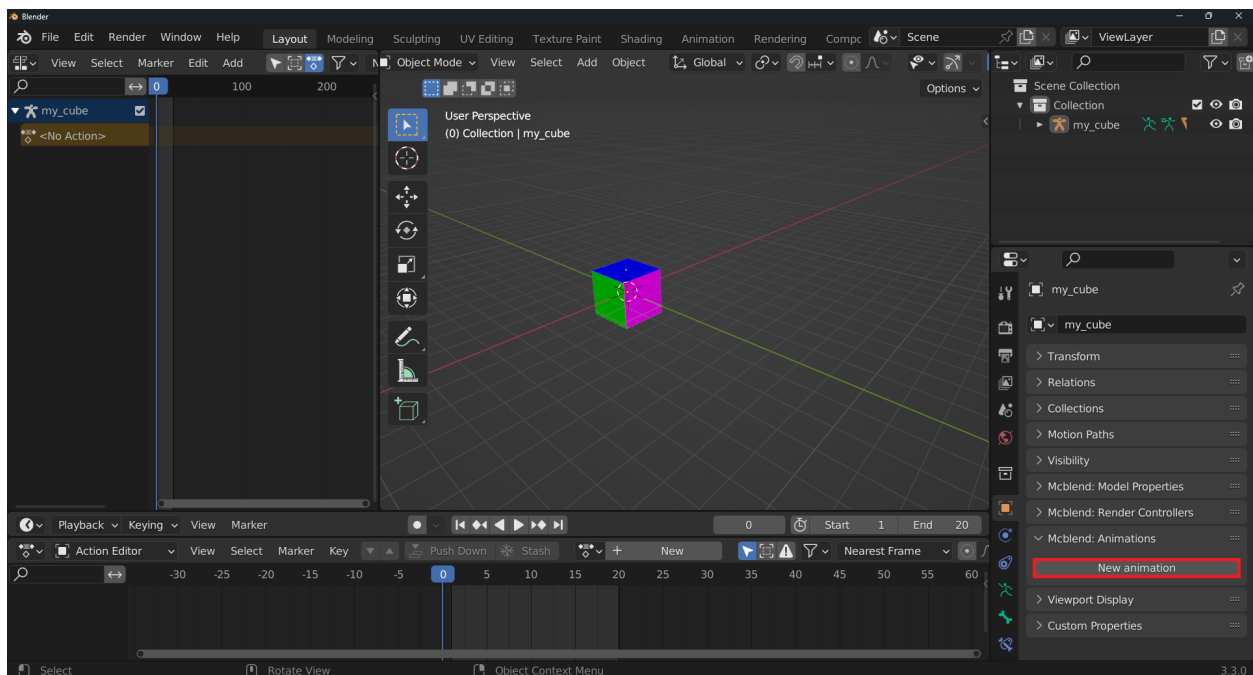 Blender
File Edit Render Window Help Layout Modeling Sculpting UV Editing Texture Paint Shading Animation Rendering Compc Scene ViewLayer
View Select Marker Edit Add
Object Mode View Select Add Object Global
0 100 200
Options
my_cube
<No Action>
User Perspective
(0) Collection | my_cube
Scene Collection
Collection
my_cube
my_cube
my_cube
Transform
Relations
Collections
Motion Paths
Visibility
Mcblend: Model Properties
Mcblend: Render Controllers
Mcblend: Animations
New animation
Viewport Display
Custom Properties
Playback Keying View Marker 0 Start 1 End 20
Action Editor View Select Marker Key Push Down Stash New Nearest Frame
-30 -25 -20 -15 -10 -5 0 5 10 15 20 25 30 35 40 45 50 55 60
Select Rotate View Object Context Menu 3.3.0